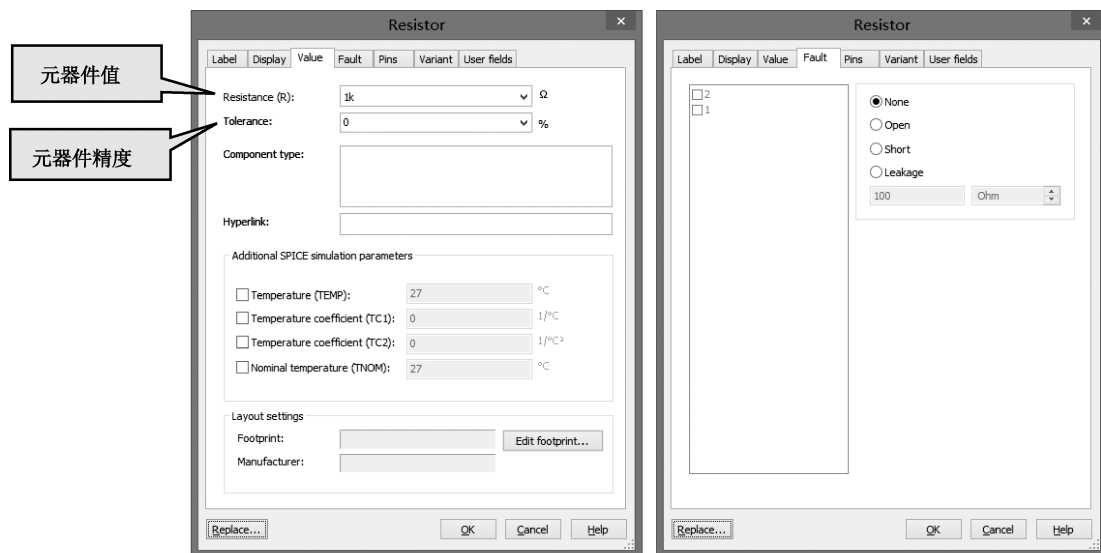 元器件值
元器件精度
Resistor ×
Label Display Value Fault Pins Variant User fields
Resistance (R): 1k Ω
Tolerance: 0 %
Component type:
Hyperlink:
Additional SPICE simulation parameters
Temperature (TEMP): 27 °C
Temperature coefficient (TC1): 0 1/°C
Temperature coefficient (TC2): 0 1/°C²
Nominal temperature (TNOM): 27 °C
Layout settings
Footprint: Edit footprint...
Manufacturer:
Replace... OK Cancel Help
Resistor ×
Label Display Value Fault Pins Variant User fields
2
1
None
Open
Short
Leakage
100 Ohm
Replace... OK Cancel Help